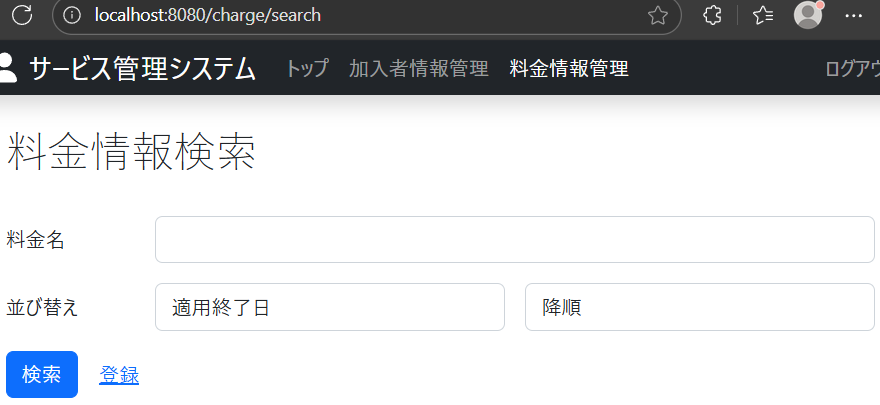 localhost:8080/charge/search
サービス管理システム トップ 加入者情報管理 料金情報管理 ログアウ
料金情報検索
料金名
並び替え 適用終了日 降順
検索 登録